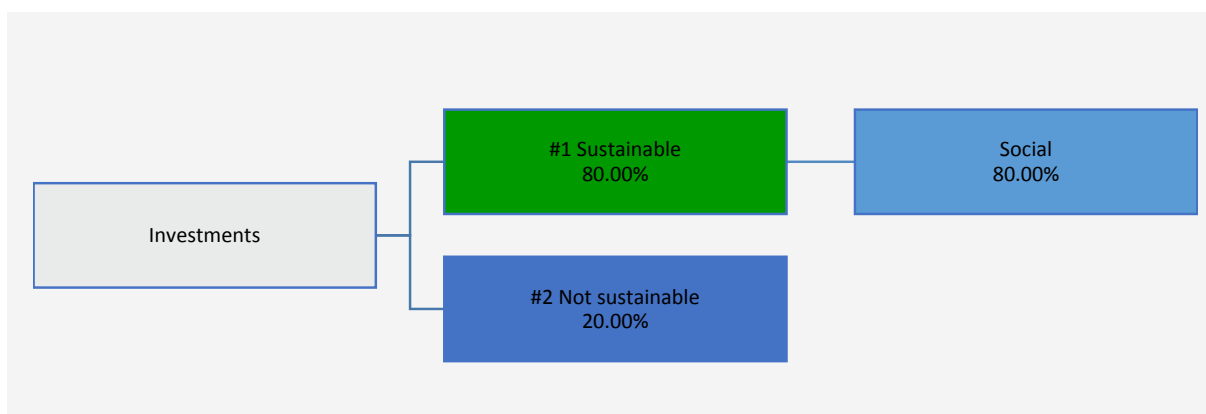 Investments
#1 Sustainable
80.00%
Social
80.00%
#2 Not sustainable
20.00%